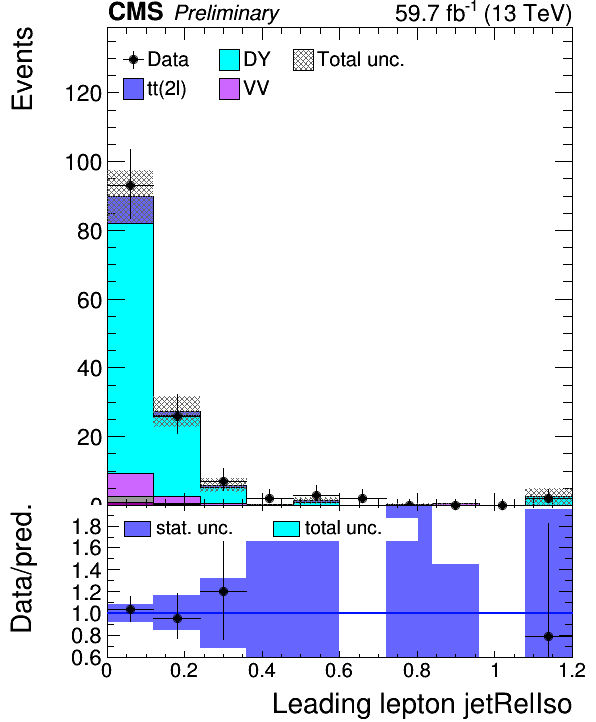 CMS Preliminary 59.7 fb-1 (13 TeV)
Events
Data DY Total unc.
tt(2l) VV
120
100
80
60
40
20
0
Data/pred.
stat. unc. total unc.
1.8
1.6
1.4
1.2
1.0
0.8
0.6
0 0.2 0.4 0.6 0.8 1 1.2
Leading lepton jetRelIso